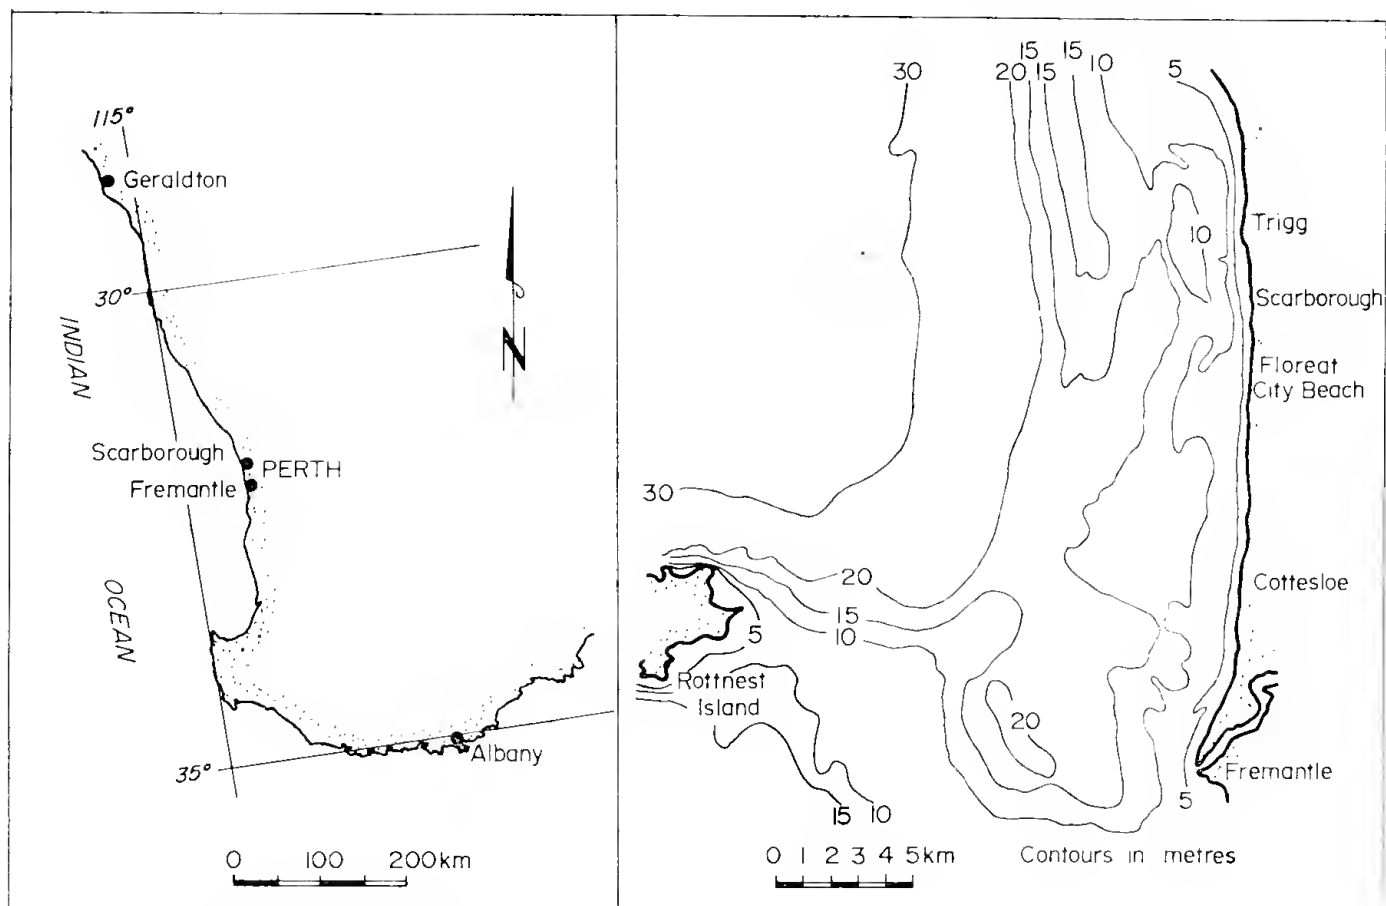 115°
Geraldton
30°
INDIAN
OCEAN
N
Scarborough
PERTH
Fremantle
Albany
35°
0 100 200km
30
20
15
15
15
10
5
Trigg
10
Scarborough
Floreat
City Beach
30
20
15
10
5
Cottesloe
Rottnest
Island
20
15 10
5
Fremantle
0 1 2 3 4 5km
Contours in metres